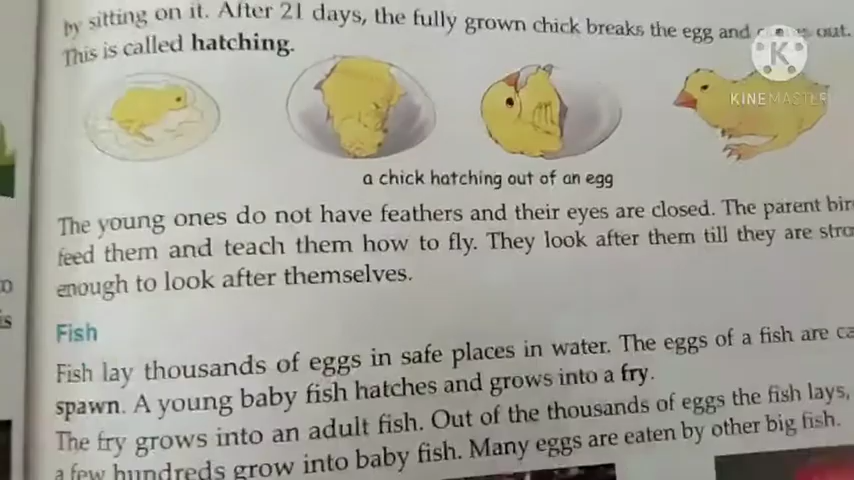 by sitting on it. After 21 days, the fully grown chick breaks the egg and out.
This is called hatching.
KINEMASTER
a chick hatching out of an egg
The young ones do not have feathers and their eyes are closed. The parent
feed them and teach them how to fly. They look after them till they are
enough to look after themselves.
Fish
Fish lay thousands of eggs in safe places in water. The eggs of a fish are
spawn. A young baby fish hatches and grows into a fry.
The fry grows into an adult fish. Out of the thousands of eggs the fish lays,
a few hundreds grow into baby fish. Many eggs are eaten by other big fish.